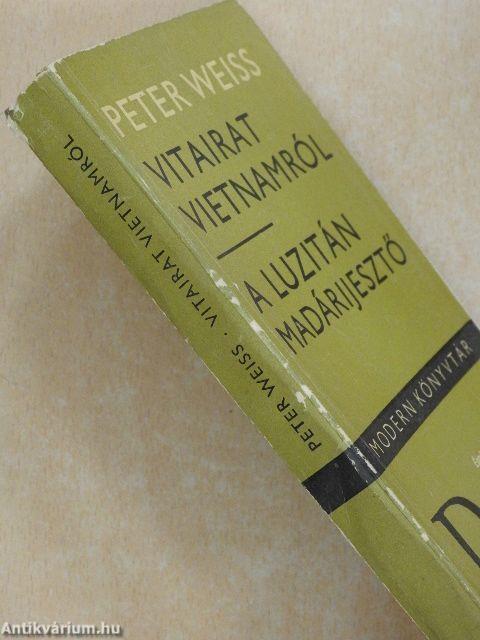 PETER WEISS
VITAIRAT
VIETNAMRÓL
A LUZITÁN
MADÁRIJESZTŐ
MODERN KÖNYVTÁR
PETER WEISS · VITAIRAT VIETNAMRÓL
Antikvárium.hu